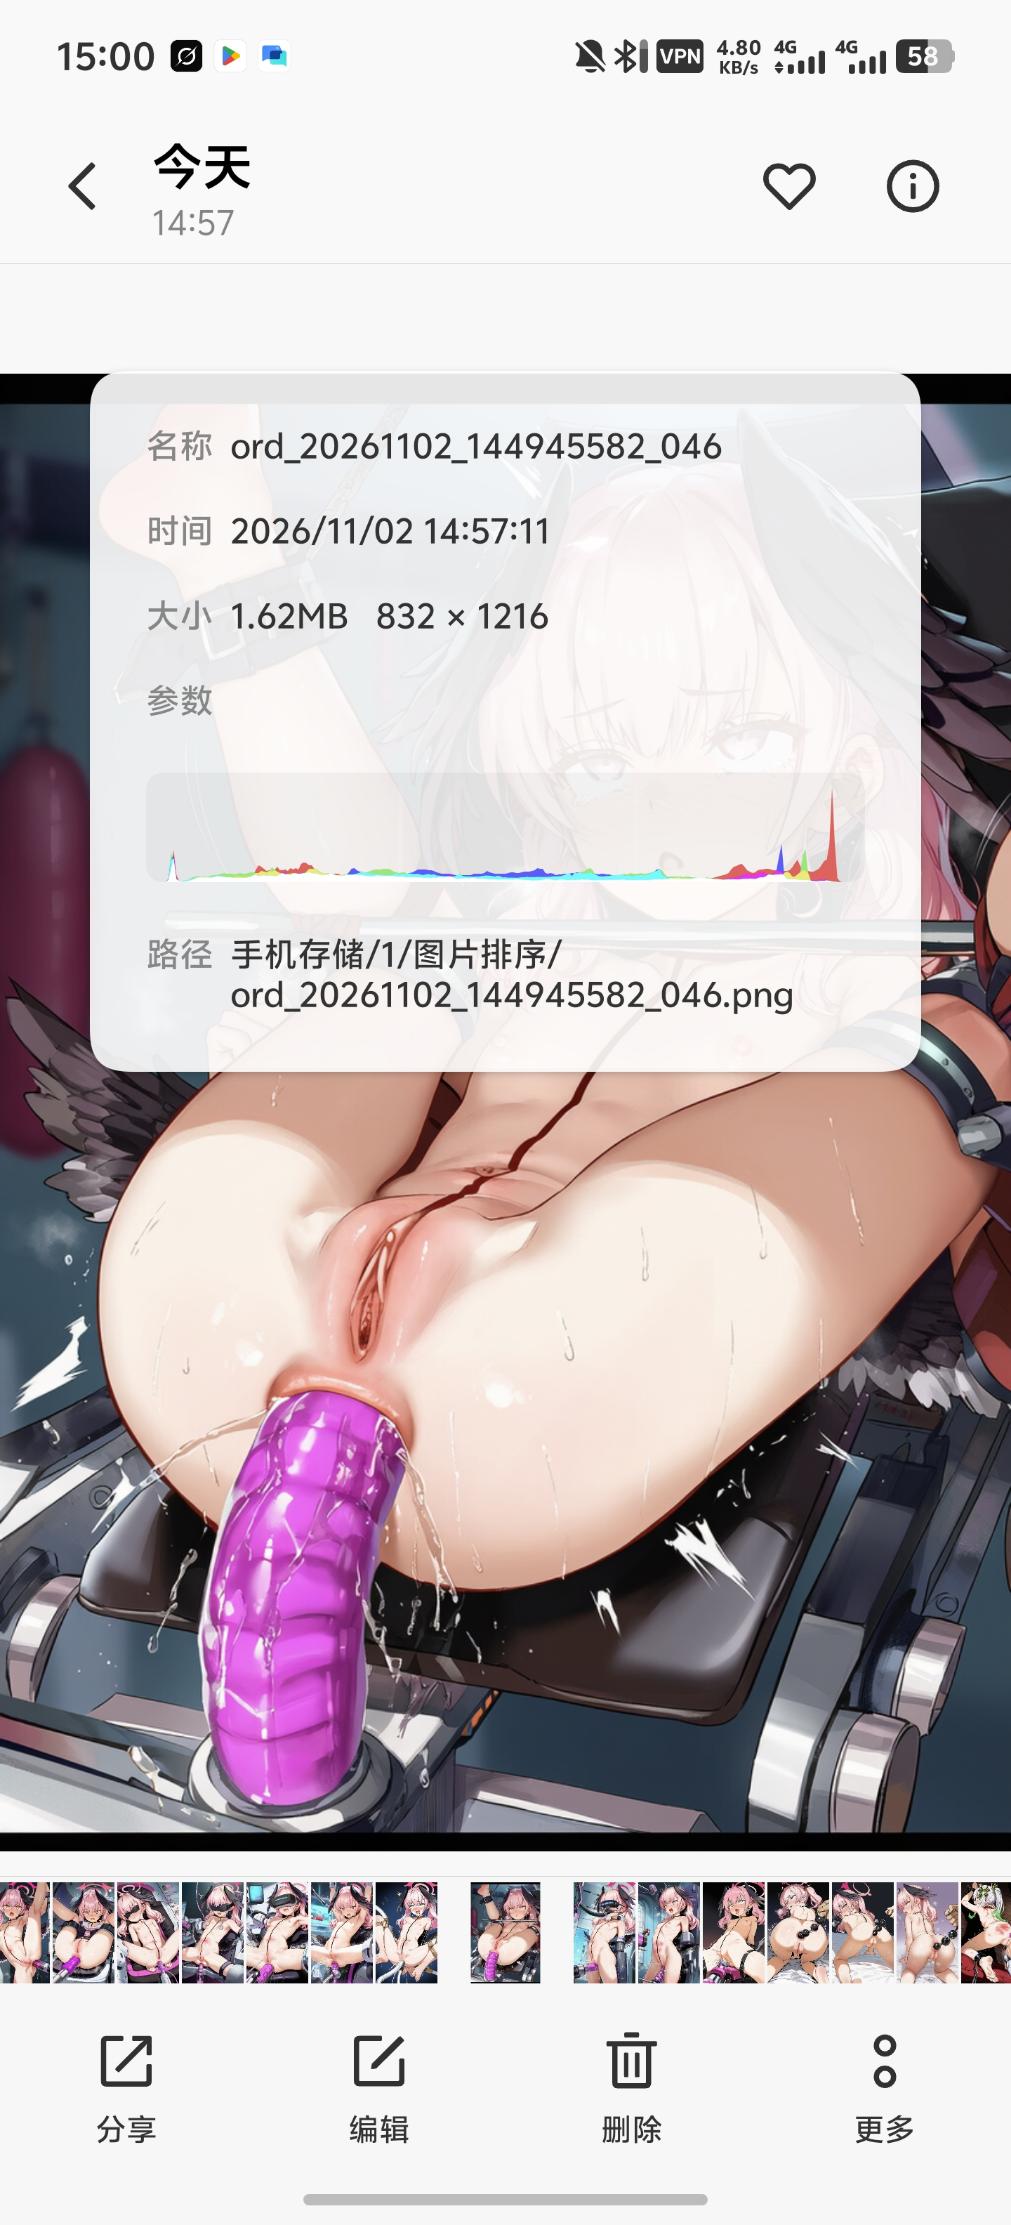 15:00
VPN
4.80
KB/s
4G
4G
58
今天
14:57
名称 ord_20261102_144945582_046
时间 2026/11/02 14:57:11
大小 1.62MB 832 × 1216
参数
路径 手机存储/1/图片排序/
ord_20261102_144945582_046.png
分享
编辑
删除
更多